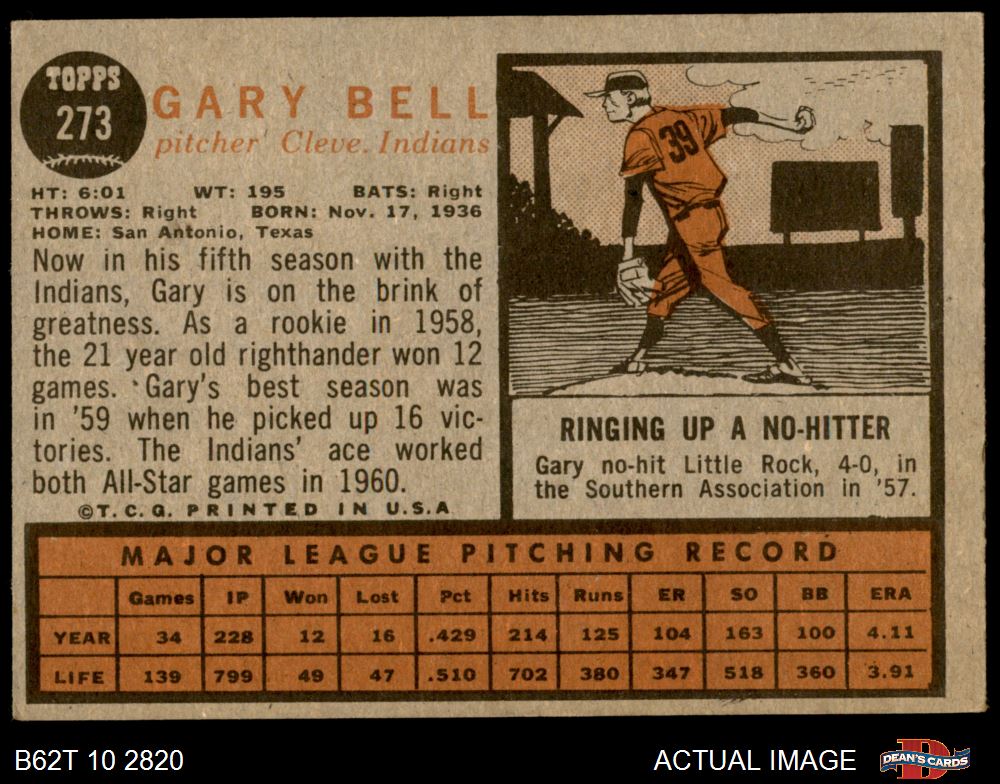 TOPPS
273
GARY BELL
pitcher Cleve. Indians
HT: 6:01 WT: 195 BATS: Right
THROWS: Right BORN: Nov. 17, 1936
HOME: San Antonio, Texas
Now in his fifth season with the
Indians, Gary is on the brink of
greatness. As a rookie in 1958,
the 21 year old righthander won 12
games. Gary's best season was
in '59 when he picked up 16 vic-
tories. The Indians' ace worked
both All-Star games in 1960.
©T.C.G. PRINTED IN U.S.A
39
RINGING UP A NO-HITTER
Gary no-hit Little Rock, 4-0, in
the Southern Association in '57.
MAJOR LEAGUE PITCHING RECORD
Games IP Won Lost Pct Hits Runs ER SO BB ERA
YEAR 34 228 12 16 .429 214 125 104 163 100 4.11
LIFE 139 799 49 47 .510 702 380 347 518 360 3.91
B62T 10 2820 ACTUAL IMAGE DEAN'S CARDS